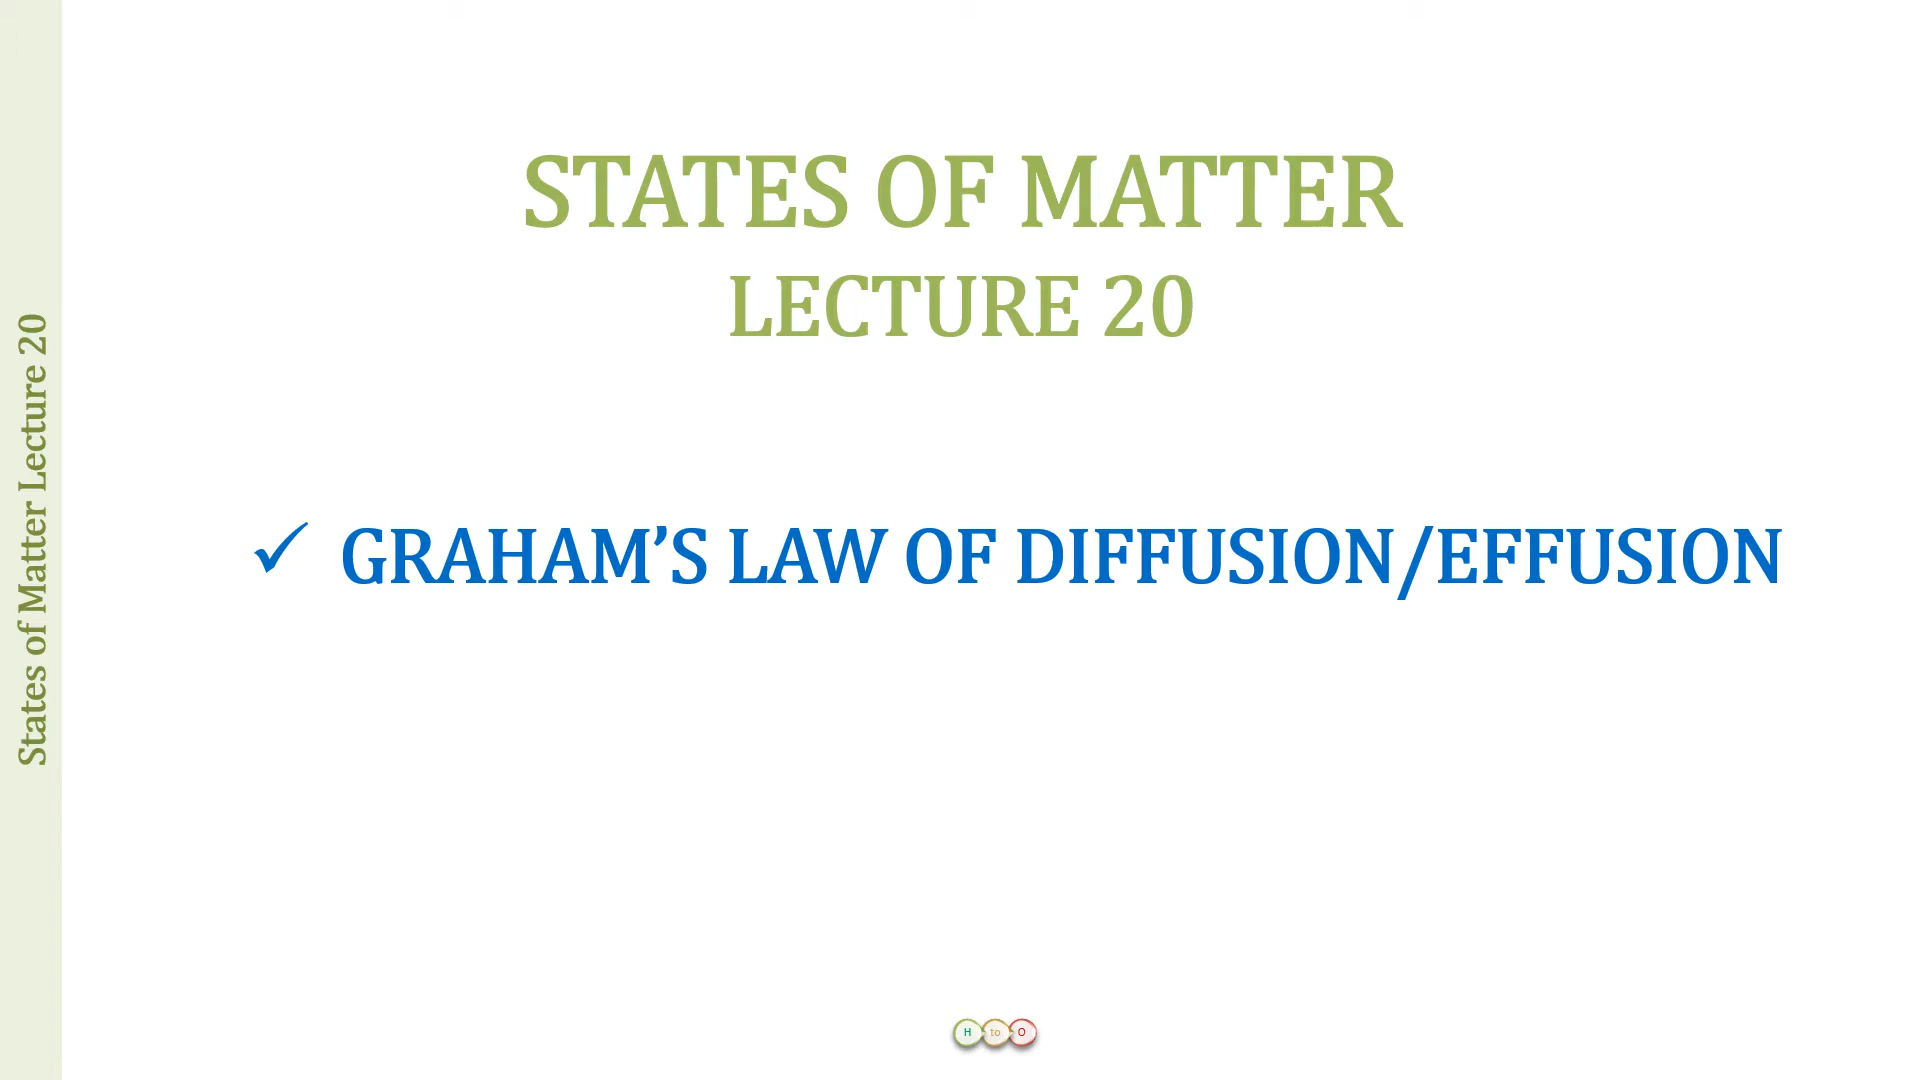 States of Matter Lecture 20
STATES OF MATTER
LECTURE 20
✓ GRAHAM’S LAW OF DIFFUSION/EFFUSION
H to O